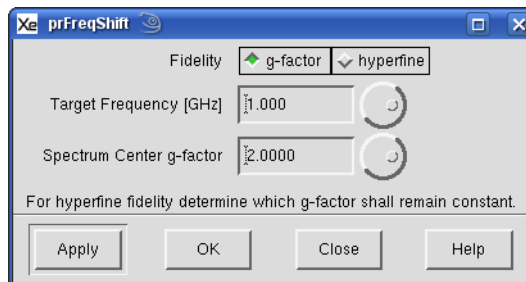 Xe prFreqShift
Fidelity g-factor hyperfine
Target Frequency [GHz] 1.000
Spectrum Center g-factor 2.0000
For hyperfine fidelity determine which g-factor shall remain constant.
Apply OK Close Help